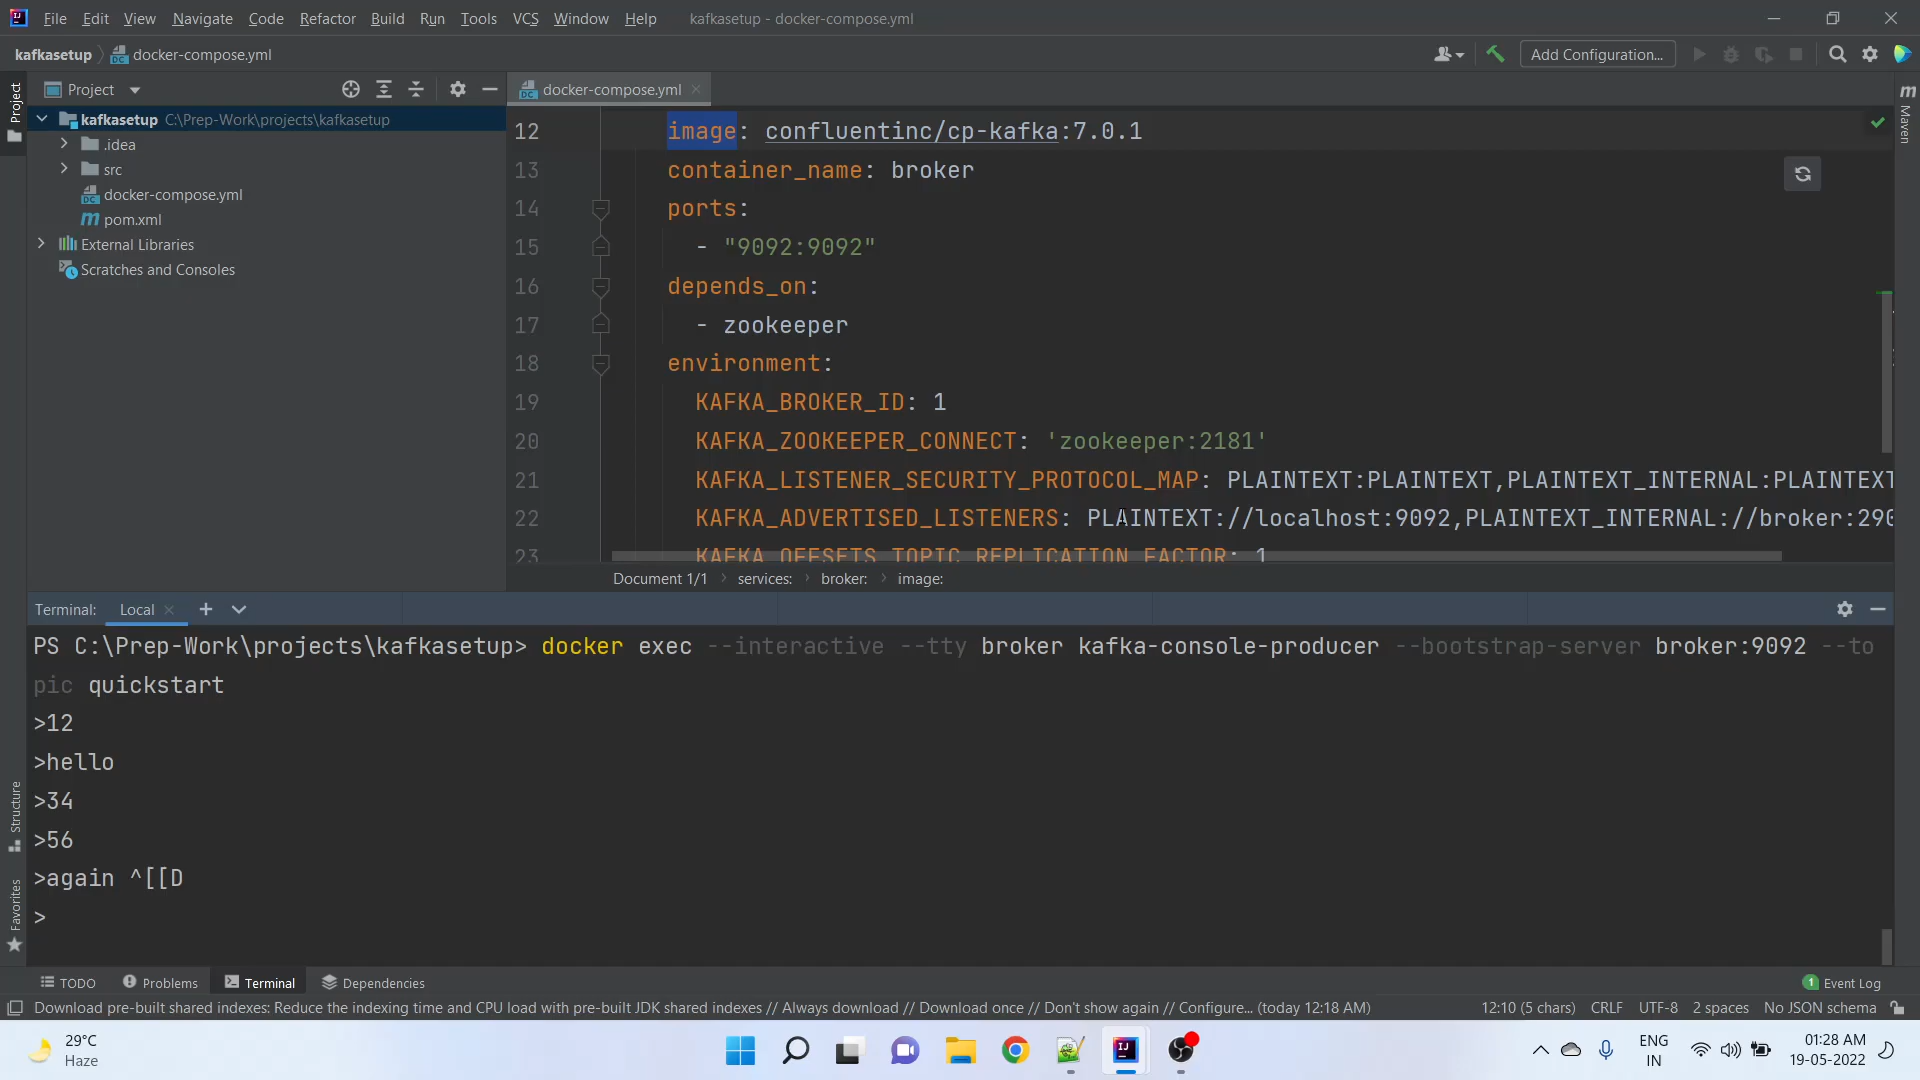 File Edit View Navigate Code Refactor Build Run Tools VCS Window Help kafkasetup - docker-compose.yml
kafkasetup docker-compose.yml Add Configuration...
Project
Project
docker-compose.yml
Maven
kafkasetup C:\Prep-Work\projects\kafkasetup
.idea
src
docker-compose.yml
pom.xml
External Libraries
Scratches and Consoles
12 image: confluentinc/cp-kafka:7.0.1
13 container_name: broker
14 ports:
15 - "9092:9092"
16 depends_on:
17 - zookeeper
18 environment:
19 KAFKA_BROKER_ID: 1
20 KAFKA_ZOOKEEPER_CONNECT: 'zookeeper:2181'
21 KAFKA_LISTENER_SECURITY_PROTOCOL_MAP: PLAINTEXT:PLAINTEXT,PLAINTEXT_INTERNAL:PLAINTEXT
22 KAFKA_ADVERTISED_LISTENERS: PLAINTEXT://localhost:9092,PLAINTEXT_INTERNAL://broker:290
23 KAFKA_OFFSETS_TOPIC_REPLICATION_FACTOR: 1
Document 1/1 services: broker: image:
Terminal: Local
PS C:\Prep-Work\projects\kafkasetup> docker exec --interactive --tty broker kafka-console-producer --bootstrap-server broker:9092 --to
pic quickstart
>12
>hello
>34
>56
>again ^[[D
>
Structure
Favorites
TODO Problems Terminal Dependencies 1 Event Log
Download pre-built shared indexes: Reduce the indexing time and CPU load with pre-built JDK shared indexes // Always download // Download once // Don't show again // Configure... (today 12:18 AM) 12:10 (5 chars) CRLF UTF-8 2 spaces No JSON schema
29°C
Haze
ENG
IN
01:28 AM
19-05-2022